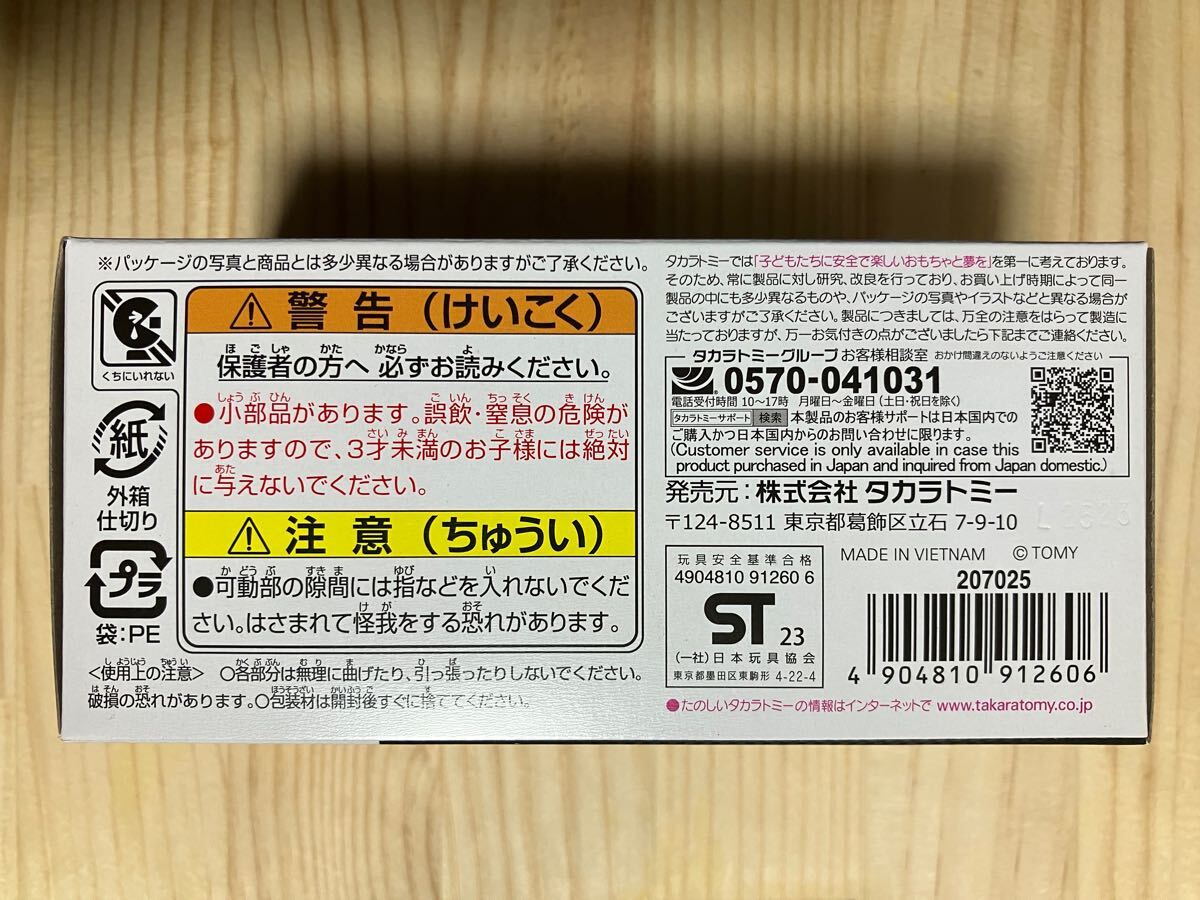 ※パッケージの写真と商品とは多少異なる場合がありますがご了承ください。
くちにいれない
紙
外箱
仕切り
プラ
袋:PE
警告(けいこく)
保護者の方へ 必ずお読みください。
●小部品があります。誤飲・窒息の危険が
ありますので、3才未満のお子様には絶対
に与えないでください。
注意(ちゅうい)
●可動部の隙間には指などを入れないでくだ
さい。はさまれて怪我をする恐れがあります。
<使用上の注意> ○各部分は無理に曲げたり、引っ張ったりしないでください。
破損の恐れがあります。○包装材は開封後すぐに捨ててください。
タカラトミーでは「子どもたちに安全で楽しいおもちゃと夢を」を第一に考えております。
そのため、常に製品に対し研究、改良を行っており、お買い上げ時期によって同一
製品の中にも多少異なるものや、パッケージの写真やイラストなどと異なる場合が
ございますがご了承ください。製品につきましては、万全の注意をはらって製造に
当たっておりますが、万一お気付きの点がございましたら下記までご連絡ください。
タカラトミーグループ お客様相談室 おかけ間違えのないようご注意ください
0570-041031
電話受付時間 10～17時 月曜日～金曜日(土日・祝日を除く)
タカラトミーサポート 検索 本製品のお客様サポートは日本国内での
ご購入かつ日本国内からのお問い合わせに限ります。
(Customer service is only available in case this
product purchased in Japan and inquired from Japan domestic.)
発売元:株式会社 タカラトミー
〒124-8511 東京都葛飾区立石 7-9-10
玩具安全基準合格
4904810 91260 6
ST 23
(一社)日本玩具協会
東京都墨田区東駒形 4-22-4
MADE IN VIETNAM © TOMY
207025
4 904810 912606
●たのしいタカラトミーの情報はインターネットで www.takaratomy.co.jp